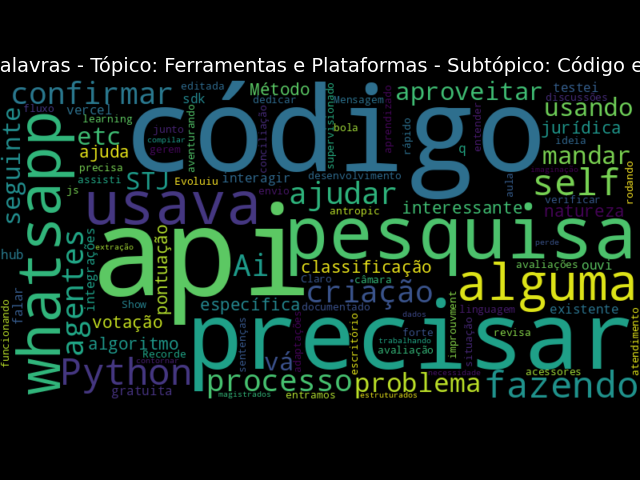 alavras - Tópico: Ferramentas e Plataformas - Subtópico: Código e
confirmar
vercel
editada
sdk
Método
dedicar
supervisionado
Mensagem
aproveitar
aprendizado
testei
discussões
usando
fluxo
learning
etc
junto
compilar
gerem
aventurando
conciliação
código
bola
rápido
q
entender
jurídica
ideia
seguinte
whatsapp
ajuda
precisa
assisti
js
STJ
Evoluiu
interagir
desenvolvimento
ajudar
envio
antropic
interessante
aula
mandar
verificar
self
natureza
rodando
usava
api
pesquisa
hub
falar
agentes
integrações
extração
pontuação
Ai
classificação
Claro
câmara
criação
documentado
avaliações
ouvi
perde
alguma
funcionando
Show
votação
específica
adaptações
dados
forte
trabalhando
avaliação
improuvment
linguagem
situação
existente
revisa
algoritmo
Recorde
contornar
sentenças
escritório
precisar
atendimento
Python
gratuita
vá
processo
magistrados
entramos
problema
estruturados
necessidade
acessores
fazendo